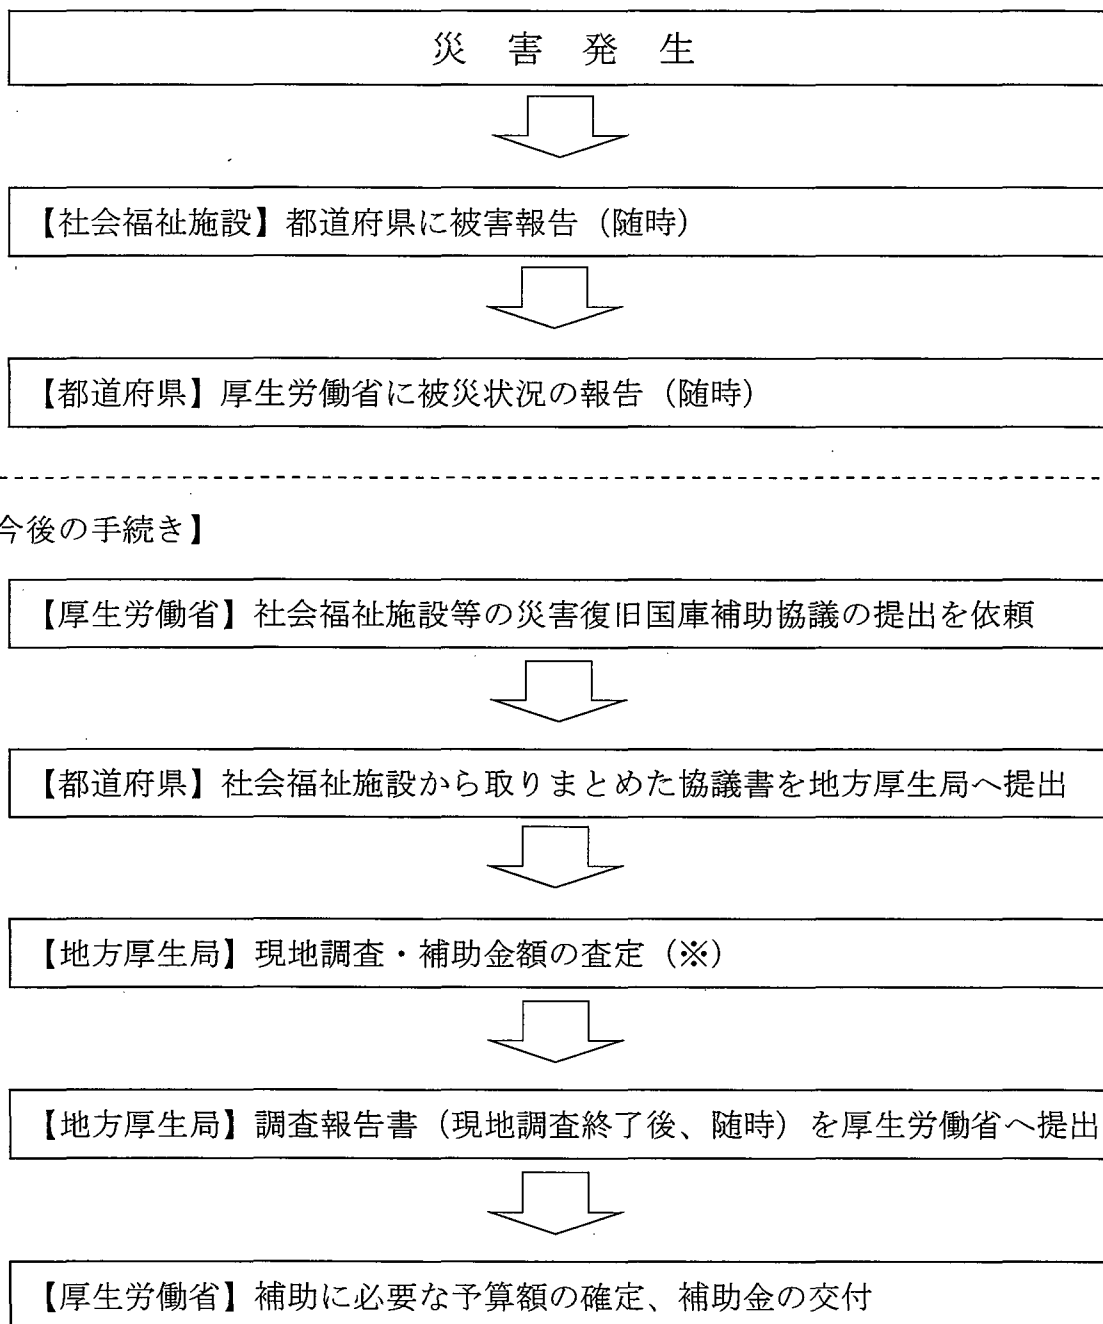 災害発生
【社会福祉施設】都道府県に被害報告（随時）
【都道府県】厚生労働省に被災状況の報告（随時）
今後の手続き】
【厚生労働省】社会福祉施設等の災害復旧国庫補助協議の提出を依頼
【都道府県】社会福祉施設から取りまとめた協議書を地方厚生局へ提出
【地方厚生局】現地調査・補助金額の査定（※）
【地方厚生局】調査報告書（現地調査終了後、随時）を厚生労働省へ提出
【厚生労働省】補助に必要な予算額の確定、補助金の交付